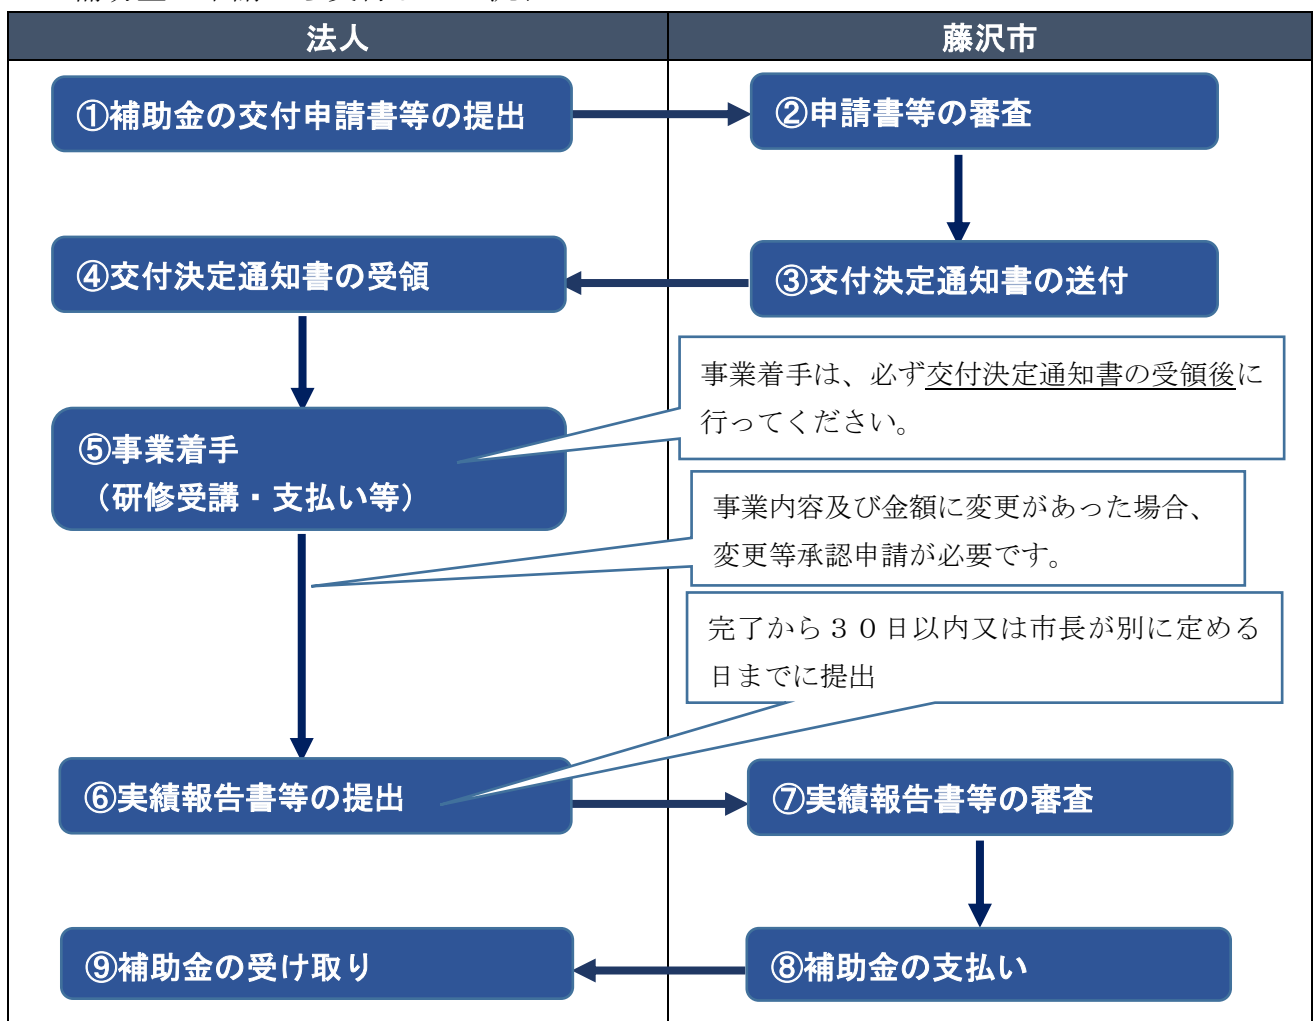 法人
藤沢市
①補助金の交付申請書等の提出
②申請書等の審査
④交付決定通知書の受領
③交付決定通知書の送付
事業着手は、必ず交付決定通知書の受領後に
行ってください。
⑤事業着手
（研修受講・支払い等）
事業内容及び金額に変更があった場合、
変更等承認申請が必要です。
完了から３０日以内又は市長が別に定める
日までに提出
⑥実績報告書等の提出
⑦実績報告書等の審査
⑨補助金の受け取り
⑧補助金の支払い